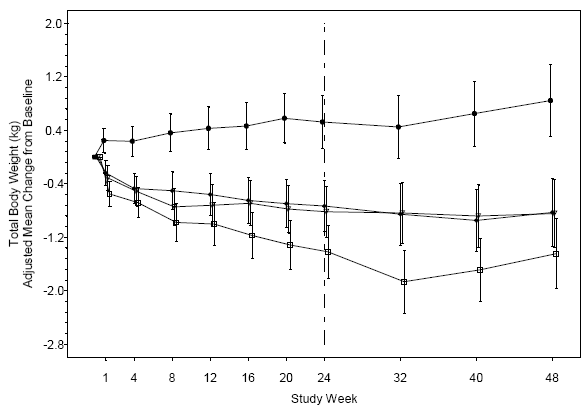 2.0
1.2
0.4
-0.4
-1.2
-2.0
-2.8
Total Body Weight (kg)
Adjusted Mean Change from Baseline
1 4 8 12 16 20 24 32 40 48
Study Week